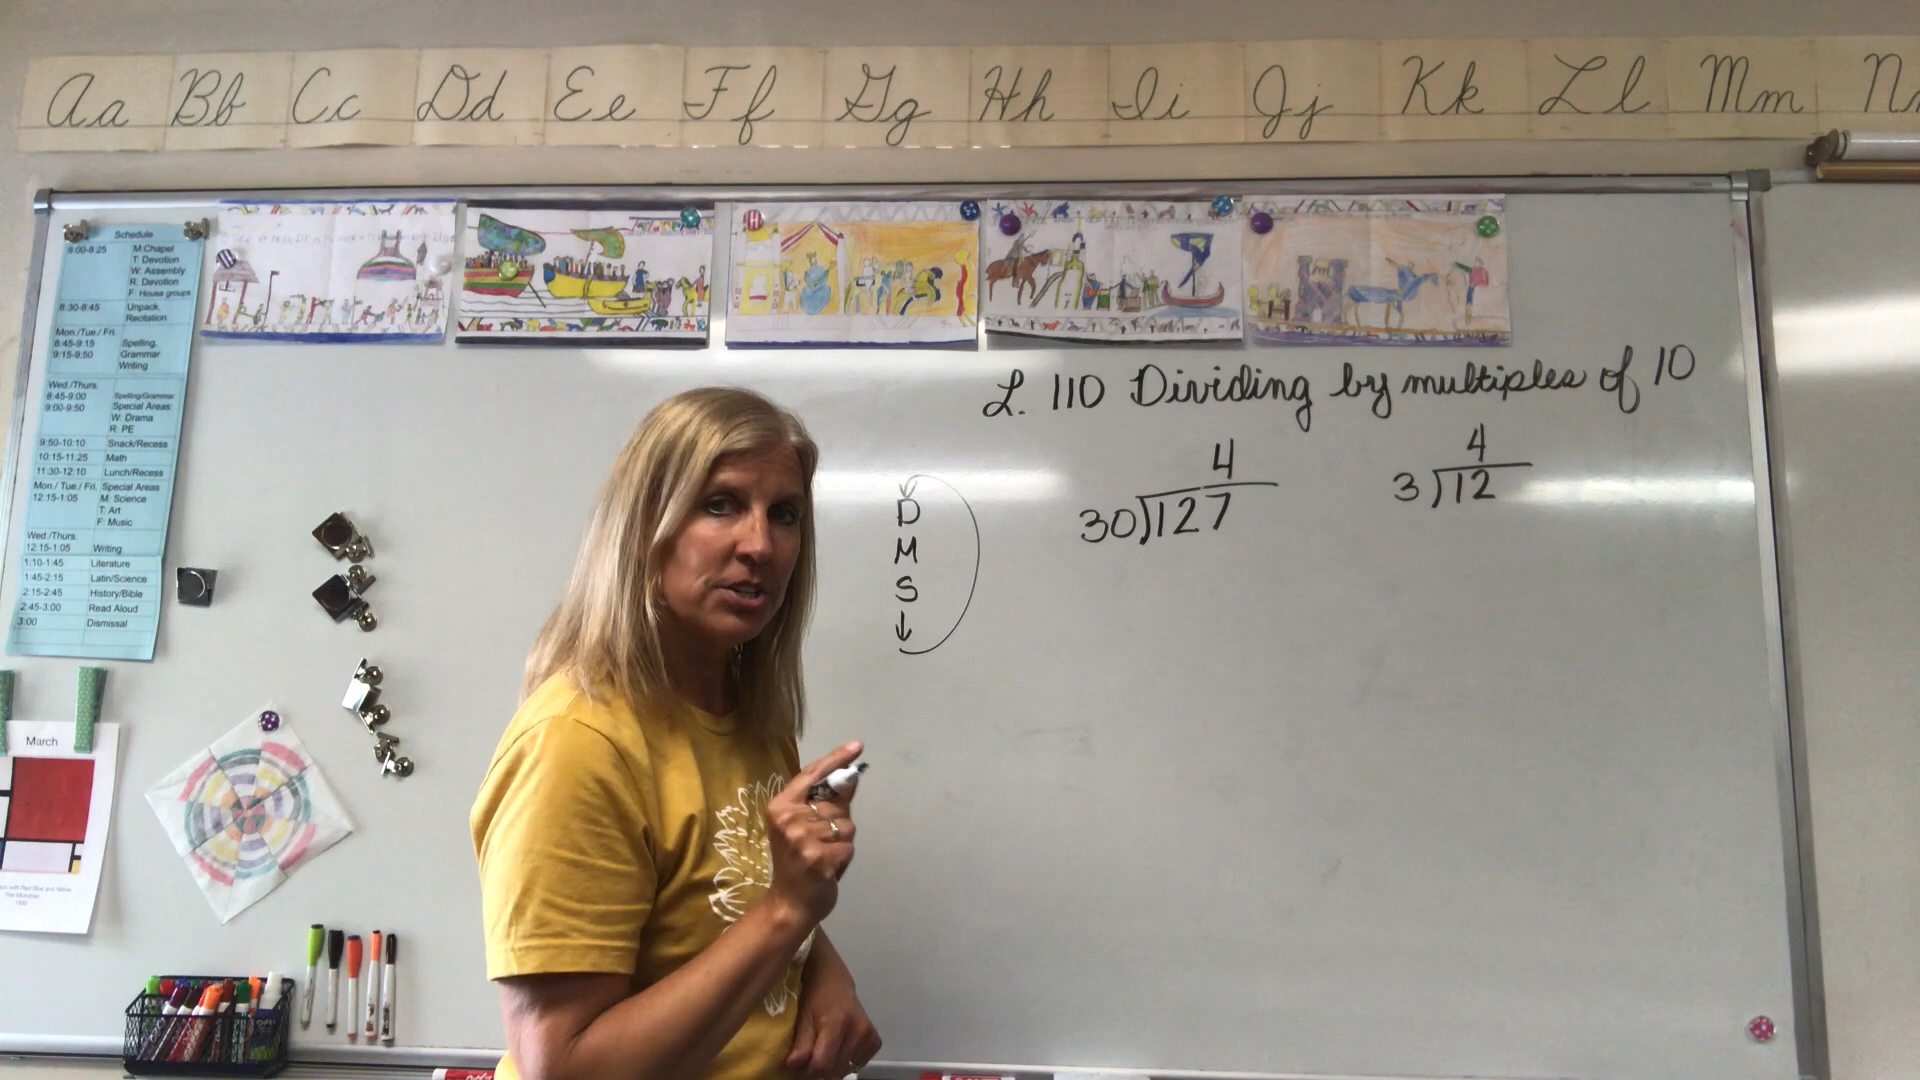 Aa Bb Cc Dd Ee Ff Gg Hh Ii Jj Kk Ll Mm N
Schedule
8:00-8:25 M:Chapel
T: Devotion
W: Assembly
R: Devotion
F: House groups
8:30-8:45 Unpack,
Recitation
Mon./Tue./ Fri.
8:45-9:15 Spelling,
9:15-9:50 Grammar
Writing
Wed./Thurs.
8:45-9:00 Spelling/Grammar
9:00-9:50 Special Areas:
W: Drama
R: PE
9:50-10:10 Snack/Recess
10:15-11:25 Math
11:30-12:10 Lunch/Recess
Mon./ Tue./ Fri. Special Areas
12:15-1:05 M: Science
T: Art
F: Music
Wed./Thurs.
12:15-1:05 Writing
1:10-1:45 Literature
1:45-2:15 Latin/Science
2:15-2:45 History/Bible
2:45-3:00 Read Aloud
3:00 Dismissal
March
L. 110 Dividing by multiples of 10
D
M
S
4
30)127
4
3)12